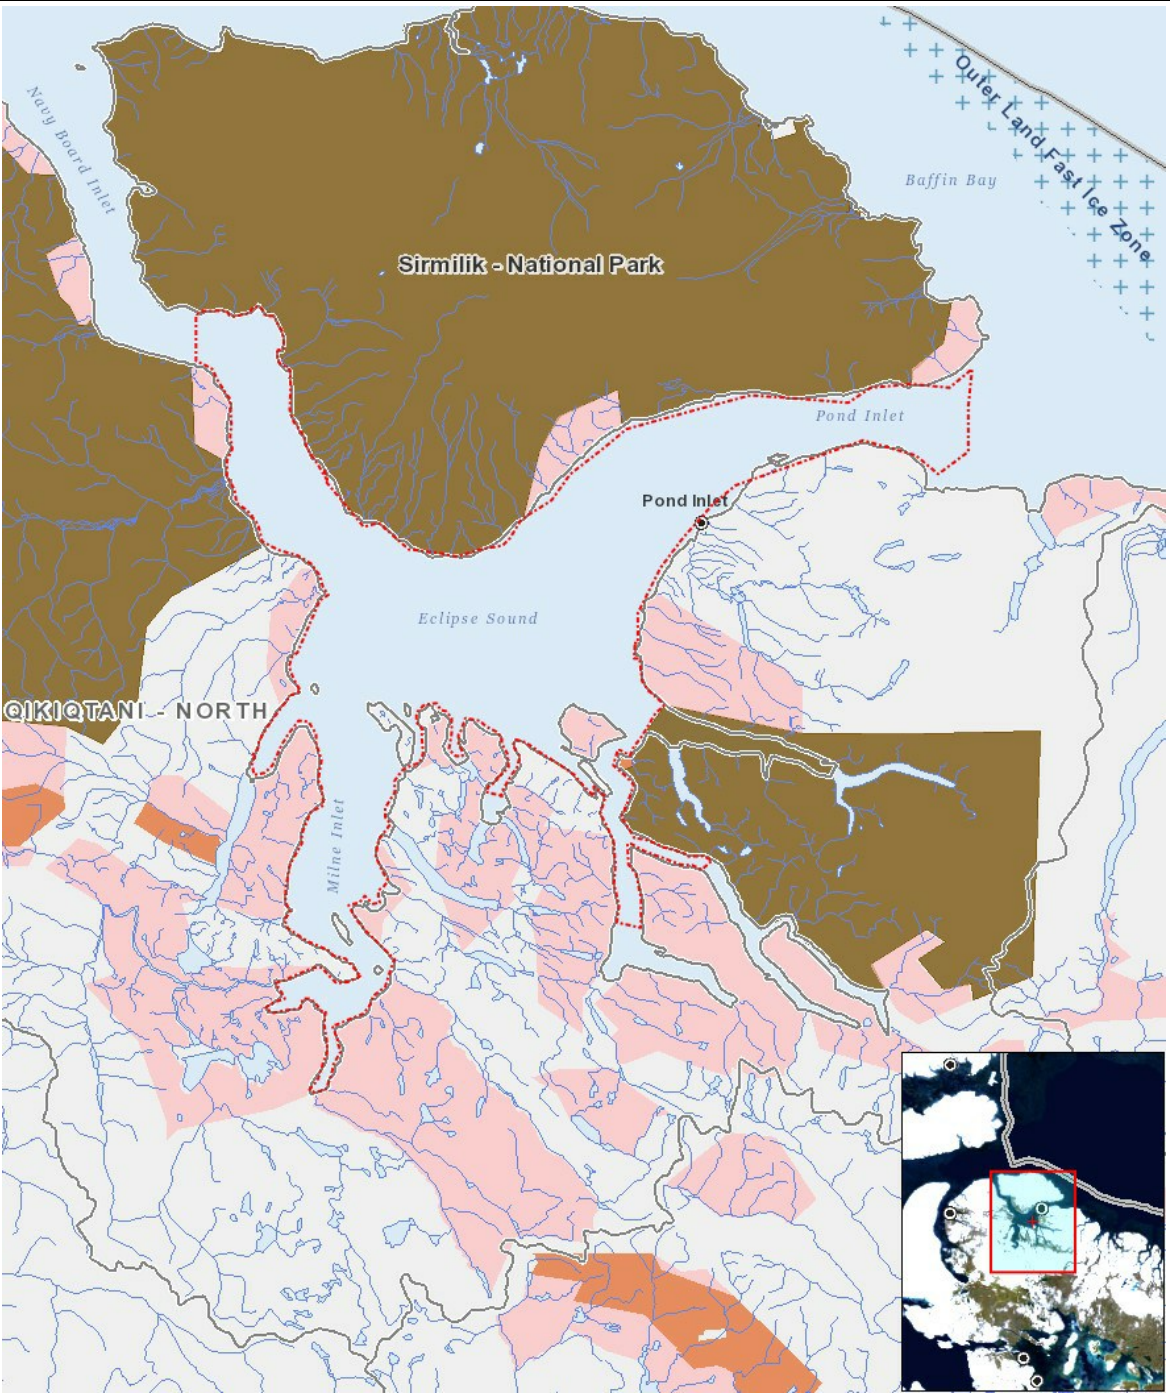 Navy Board Inlet
Outer Land Fast Ice Zone
Baffin Bay
Sirmilik - National Park
Pond Inlet
Pond Inlet
Eclipse Sound
QIKIQTANI - NORTH
Milne Inlet